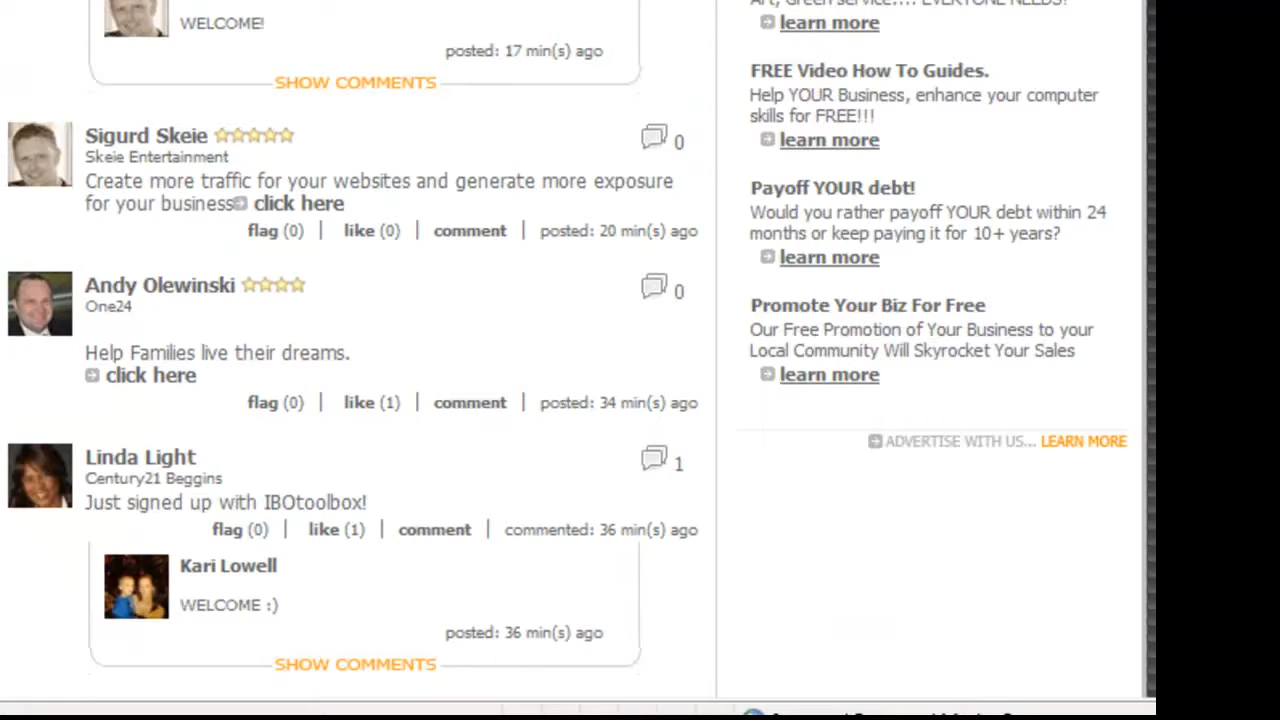 WELCOME!
posted: 17 min(s) ago
SHOW COMMENTS
Sigurd Skeie
0
Skeie Entertainment
Create more traffic for your websites and generate more exposure
for your business click here
flag (0) | like (0) | comment | posted: 20 min(s) ago
Andy Olewinski
0
One24
Help Families live their dreams.
click here
flag (0) | like (1) | comment | posted: 34 min(s) ago
Linda Light
1
Century21 Beggins
Just signed up with IBOtoolbox!
flag (0) | like (1) | comment | commented: 36 min(s) ago
Kari Lowell
WELCOME :)
posted: 36 min(s) ago
SHOW COMMENTS
learn more
FREE Video How To Guides.
Help YOUR Business, enhance your computer
skills for FREE!!!
learn more
Payoff YOUR debt!
Would you rather payoff YOUR debt within 24
months or keep paying it for 10+ years?
learn more
Promote Your Biz For Free
Our Free Promotion of Your Business to your
Local Community Will Skyrocket Your Sales
learn more
ADVERTISE WITH US... LEARN MORE